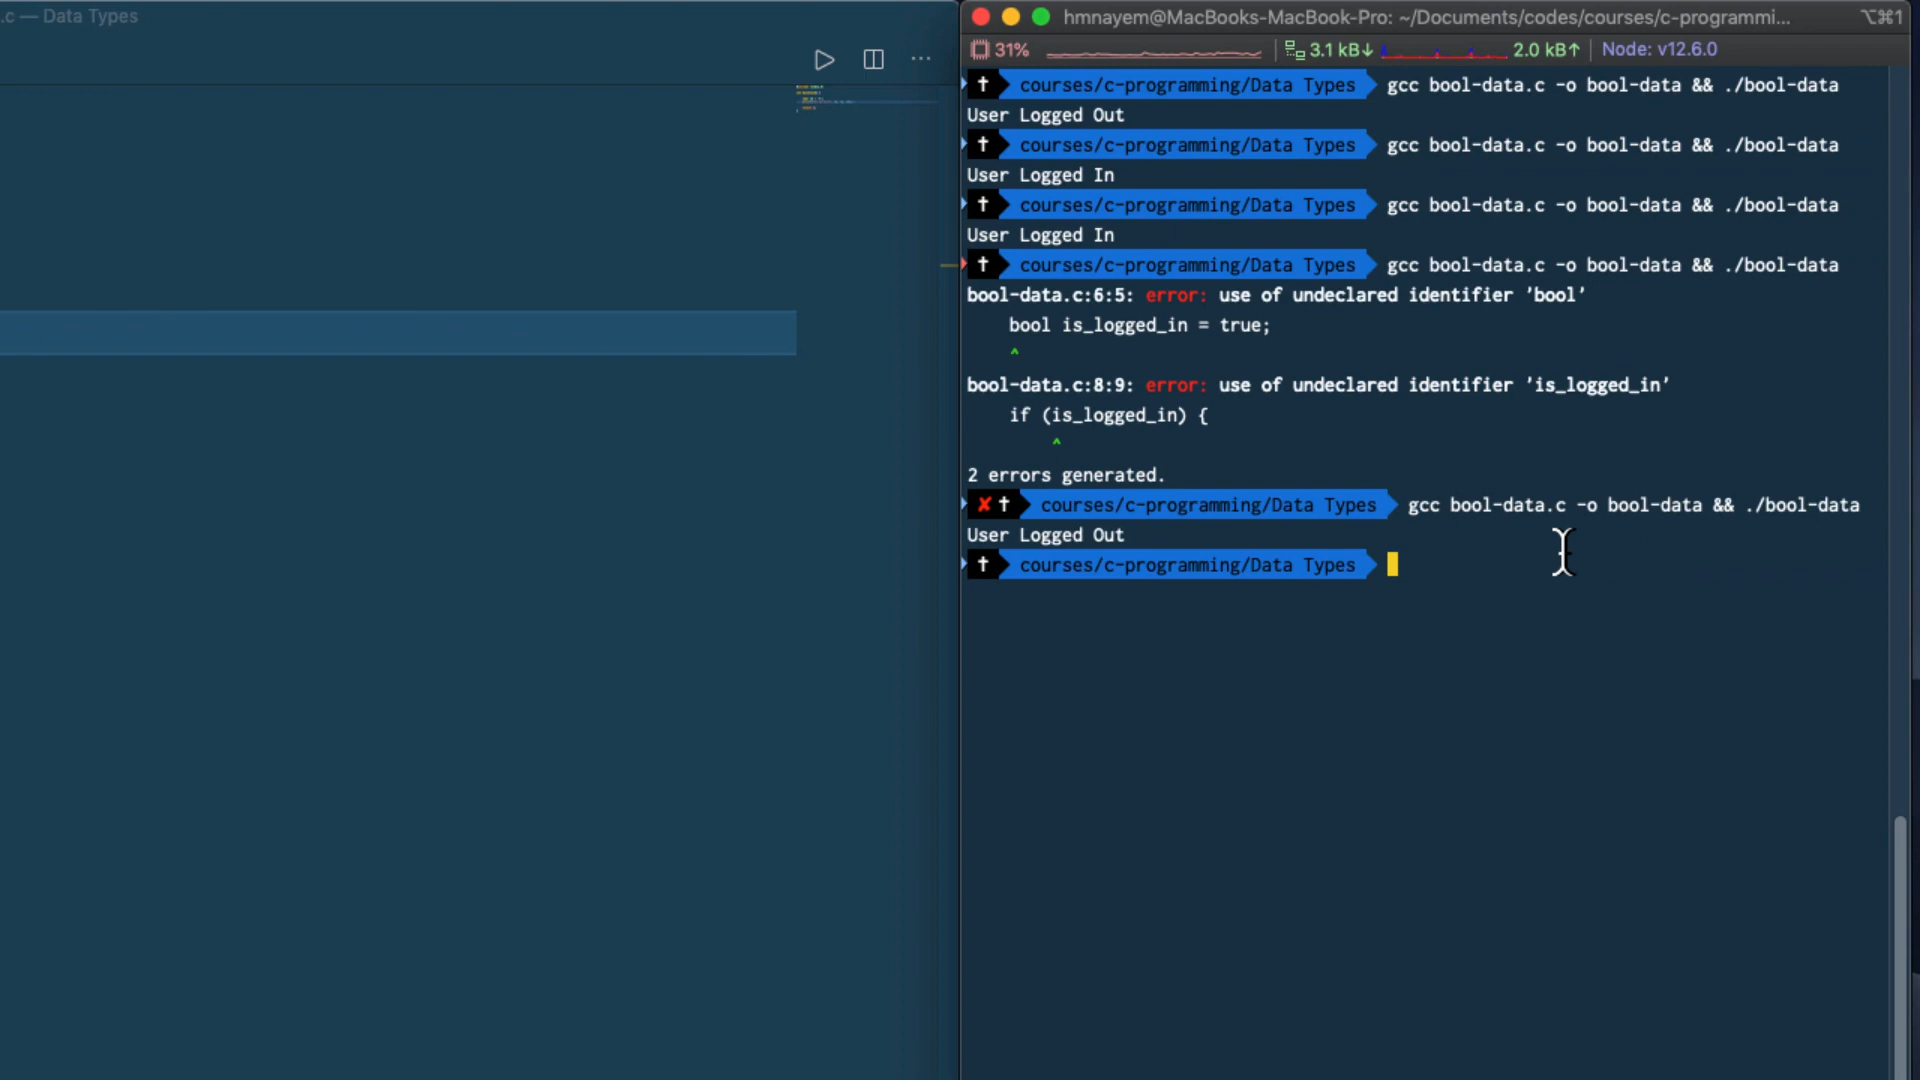 .c — Data Types
hmnayem@MacBooks-MacBook-Pro: ~/Documents/codes/courses/c-programmi... ⌥⌘1
31% 3.1 kB↓ 2.0 kB↑ Node: v12.6.0
† courses/c-programming/Data Types gcc bool-data.c -o bool-data && ./bool-data
User Logged Out
† courses/c-programming/Data Types gcc bool-data.c -o bool-data && ./bool-data
User Logged In
† courses/c-programming/Data Types gcc bool-data.c -o bool-data && ./bool-data
User Logged In
† courses/c-programming/Data Types gcc bool-data.c -o bool-data && ./bool-data
bool-data.c:6:5: error: use of undeclared identifier 'bool'
bool is_logged_in = true;
^
bool-data.c:8:9: error: use of undeclared identifier 'is_logged_in'
if (is_logged_in) {
^
2 errors generated.
✘ † courses/c-programming/Data Types gcc bool-data.c -o bool-data && ./bool-data
User Logged Out
† courses/c-programming/Data Types